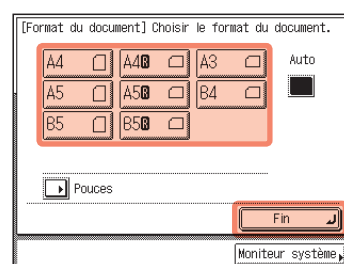 [Format du document] Choisir le format du document.
A4 A4R A3 Auto
A5 A5R B4
B5 B5R
Pouces
Fin
Moniteur système